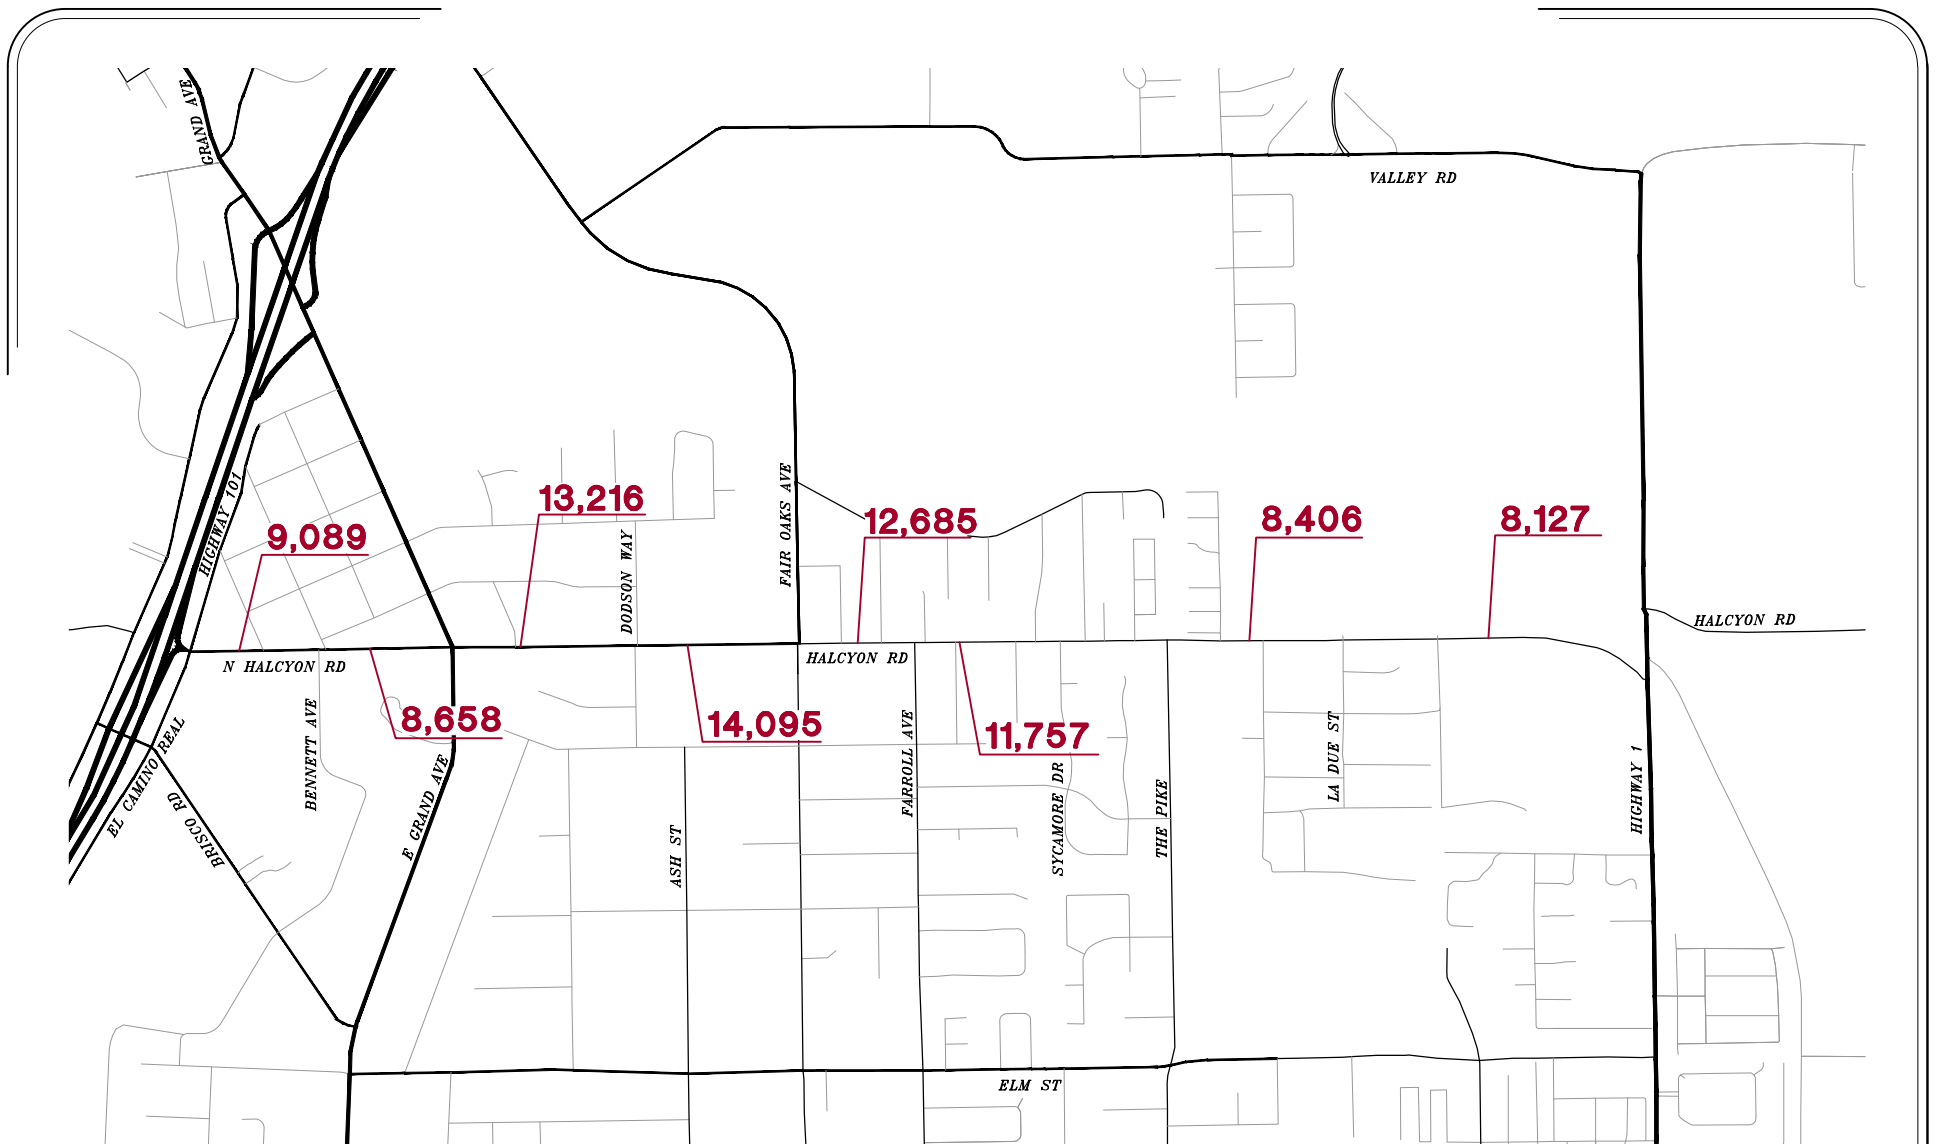 GRAND AVE
VALLEY RD
HIGHWAY 101
9,089
13,216
DODSON WAY
FAIR OAKS AVE
12,685
8,406
8,127
HALCYON RD
N HALCYON RD
HALCYON RD
BENNETT AVE
8,658
14,095
FARROLL AVE
11,757
LA DUE ST
HIGHWAY 1
EL CAMINO REAL
BRISCO RD
E GRAND AVE
ASH ST
SYCAMORE DR
THE PIKE
ELM ST